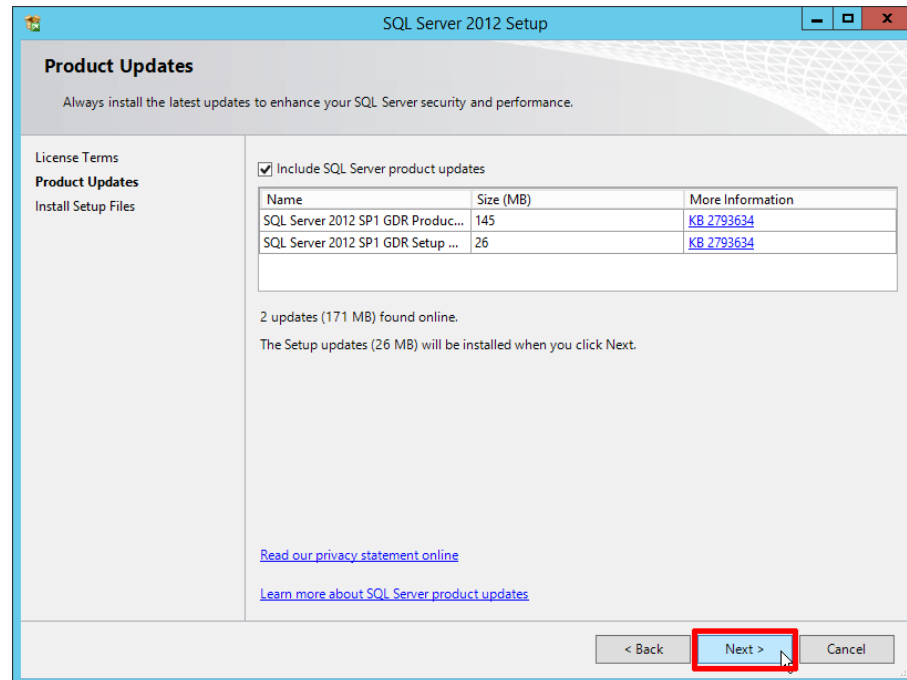 SQL Server 2012 Setup
Product Updates
Always install the latest updates to enhance your SQL Server security and performance.
License Terms
Product Updates
Install Setup Files
Include SQL Server product updates
Name Size (MB) More Information
SQL Server 2012 SP1 GDR Produc... 145 KB 2793634
SQL Server 2012 SP1 GDR Setup ... 26 KB 2793634
2 updates (171 MB) found online.
The Setup updates (26 MB) will be installed when you click Next.
Read our privacy statement online
Learn more about SQL Server product updates
< Back Next > Cancel